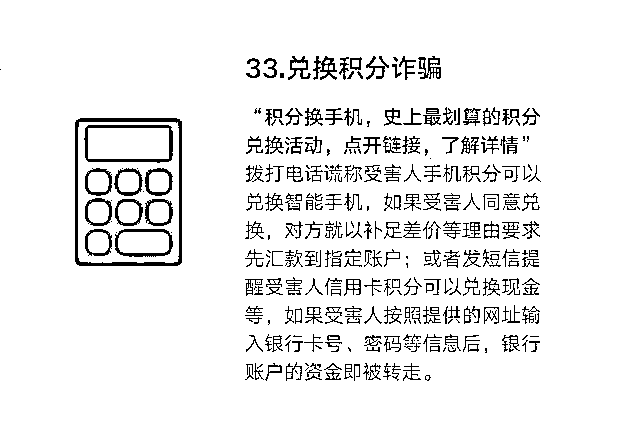 33.兑换积分诈骗
“积分换手机，史上最划算的积分
兑换活动，点开链接，了解详情”
拨打电话谎称受害人手机积分可以
兑换智能手机，如果受害人同意兑
换，对方就以补足差价等理由要求
先汇款到指定账户；或者发短信提
醒受害人信用卡积分可以兑换现金
等，如果受害人按照提供的网址输
入银行卡号、密码等信息后，银行
账户的资金即被转走。